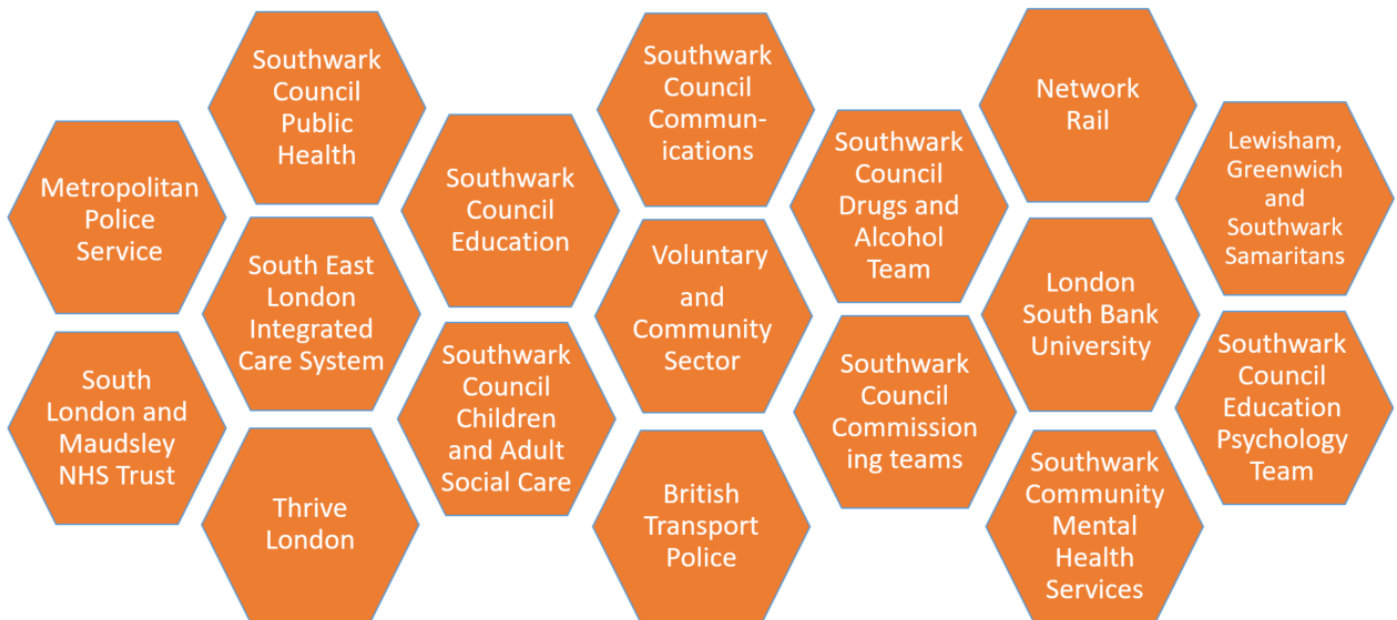 Southwark
Council
Public
Health
Southwark
Council
Commun-
ications
Network
Rail
Metropolitan
Police
Service
Southwark
Council
Education
Southwark
Council
Drugs and
Alcohol
Team
Lewisham,
Greenwich
and
Southwark
Samaritans
South East
London
Integrated
Care System
Voluntary
and
Community
Sector
London
South Bank
University
South
London and
Maudsley
NHS Trust
Southwark
Council
Children
and Adult
Social Care
Southwark
Council
Commission
ing teams
Southwark
Council
Education
Psychology
Team
Thrive
London
British
Transport
Police
Southwark
Community
Mental
Health
Services